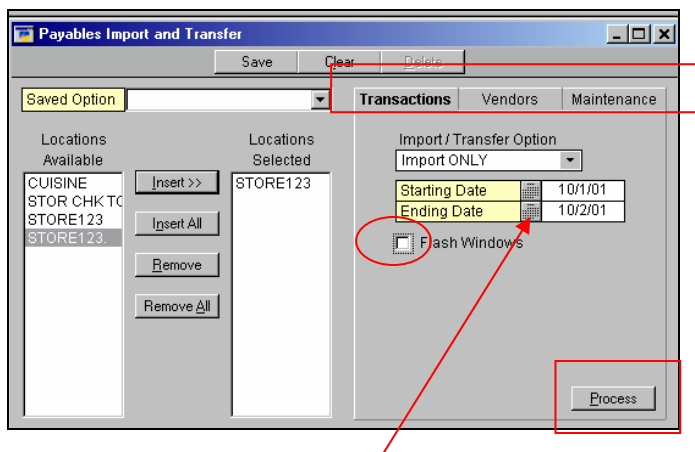 Payables Import and Transfer
Save Clear Delete
Saved Option
Transactions Vendors Maintenance
Locations Available
Locations Selected
CUISINE
STOR CHK TO
STORE123
STORE123.
Insert >>
Insert All
Remove
Remove All
STORE123
Import / Transfer Option
Import ONLY
Starting Date 10/1/01
Ending Date 10/2/01
Flash Windows
Process